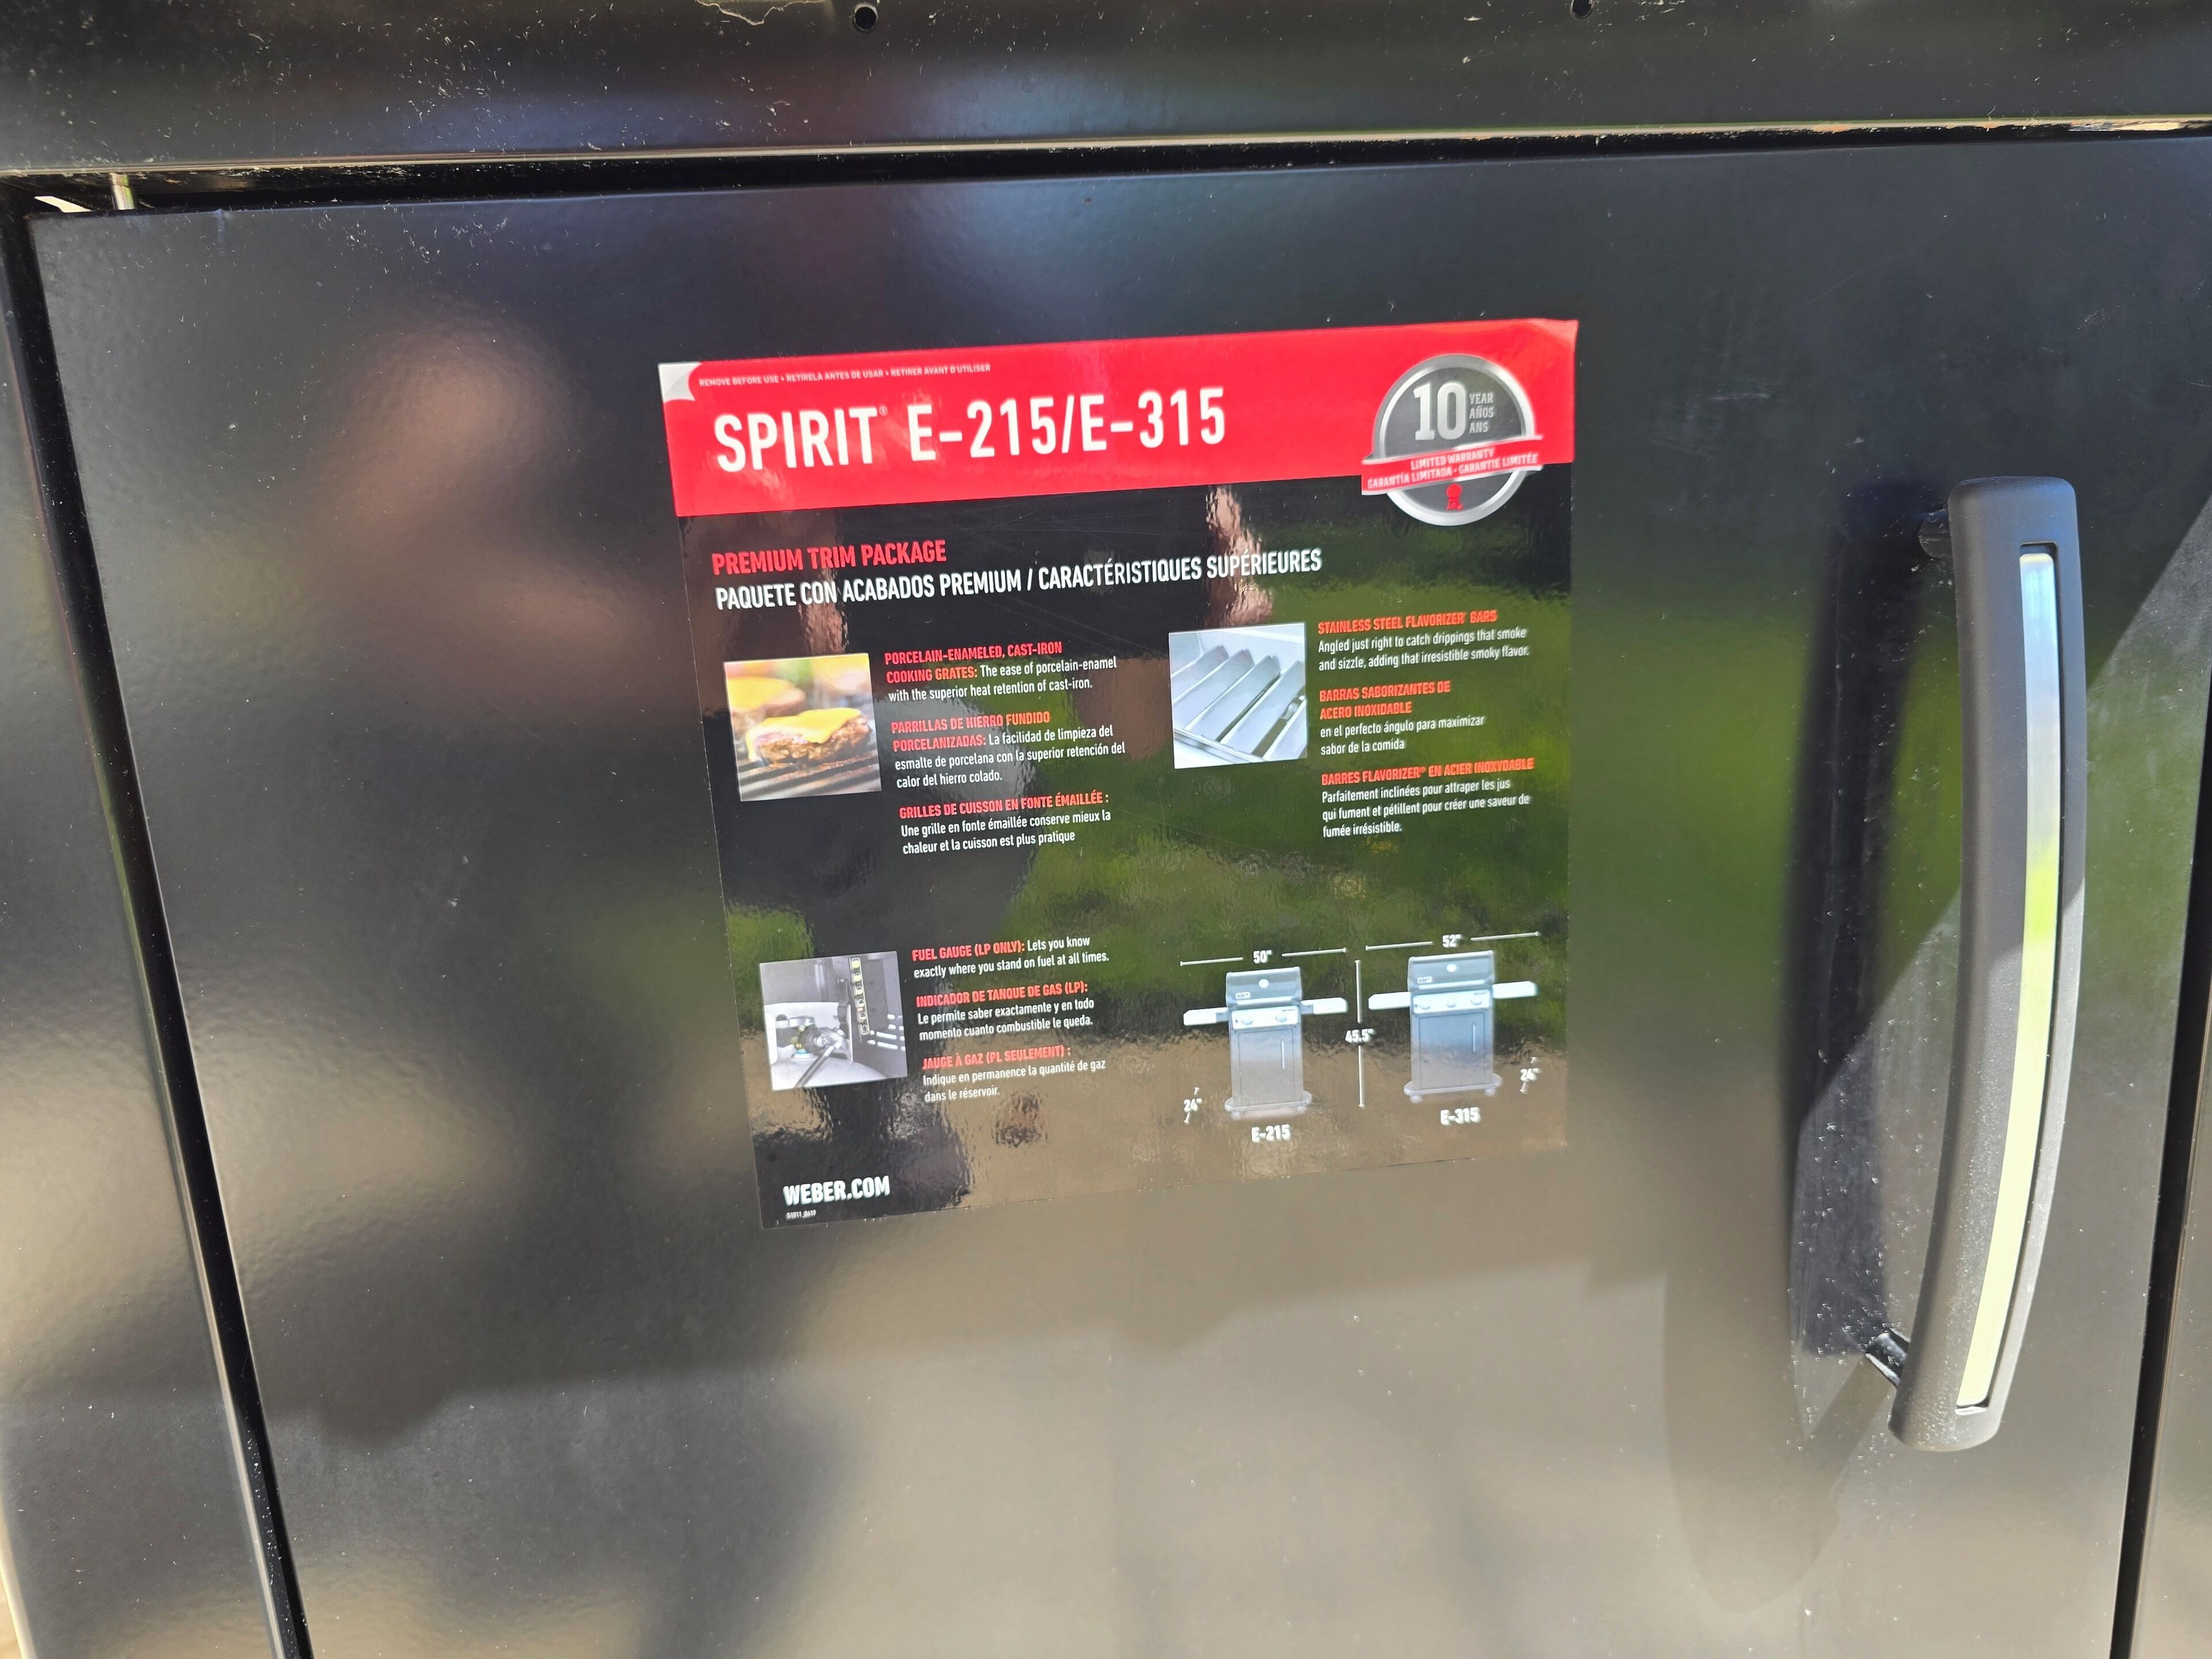 REMOVE BEFORE USE • RETÍRELA ANTES DE USAR • RETIRER AVANT D'UTILISER
SPIRIT® E-215/E-315
10 YEAR
AÑOS
ANS
LIMITED WARRANTY
GARANTÍA LIMITADA • GARANTIE LIMITÉE
PREMIUM TRIM PACKAGE
PAQUETE CON ACABADOS PREMIUM / CARACTÉRISTIQUES SUPÉRIEURES
PORCELAIN-ENAMELED, CAST-IRON
COOKING GRATES: The ease of porcelain-enamel
with the superior heat retention of cast-iron.
PARRILLAS DE HIERRO FUNDIDO
PORCELANIZADAS: La facilidad de limpieza del
esmalte de porcelana con la superior retención del
calor del hierro colado.
GRILLES DE CUISSON EN FONTE ÉMAILLÉE :
Une grille en fonte émaillée conserve mieux la
chaleur et la cuisson est plus pratique
STAINLESS STEEL FLAVORIZER® BARS
Angled just right to catch drippings that smoke
and sizzle, adding that irresistible smoky flavor.
BARRAS SABORIZANTES DE
ACERO INOXIDABLE
en el perfecto ángulo para maximizar
sabor de la comida
BARRES FLAVORIZER® EN ACIER INOXYDABLE
Parfaitement inclinées pour attraper les jus
qui fument et pétillent pour créer une saveur de
fumée irrésistible.
FUEL GAUGE (LP ONLY): Lets you know
exactly where you stand on fuel at all times.
INDICADOR DE TANQUE DE GAS (LP):
Le permite saber exactamente y en todo
momento cuanto combustible le queda.
JAUGE À GAZ (PL SEULEMENT) :
Indique en permanence la quantité de gaz
dans le réservoir.
50"
52"
45.5"
24"
24"
E-215
E-315
WEBER.COM